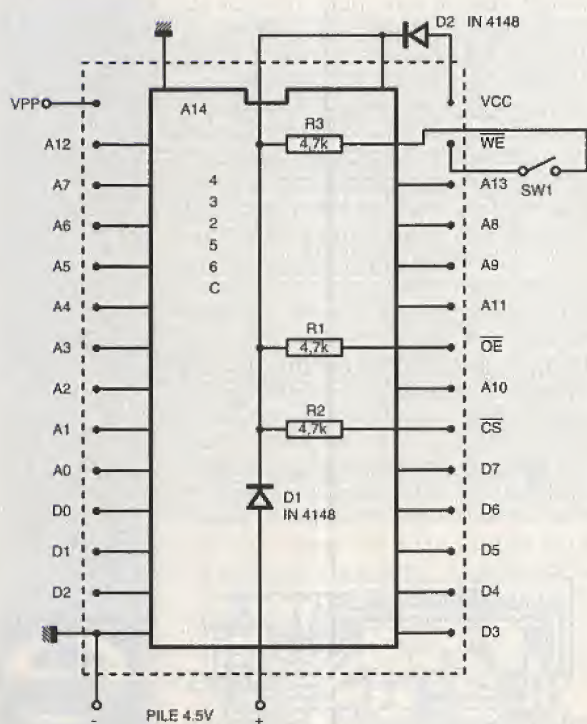 D2 IN 4148
VPP
A14
VCC
A12
R3
4,7k
WE
A7
A13
SW1
A6
4
3
2
5
6
C
A8
A5
A9
A4
A11
A3
R1
4,7k
OE
A2
A10
A1
R2
4,7k
CS
A0
D7
D0
D1
IN 4148
D6
D1
D5
D2
D4
D3
PILE 4.5V
-
+